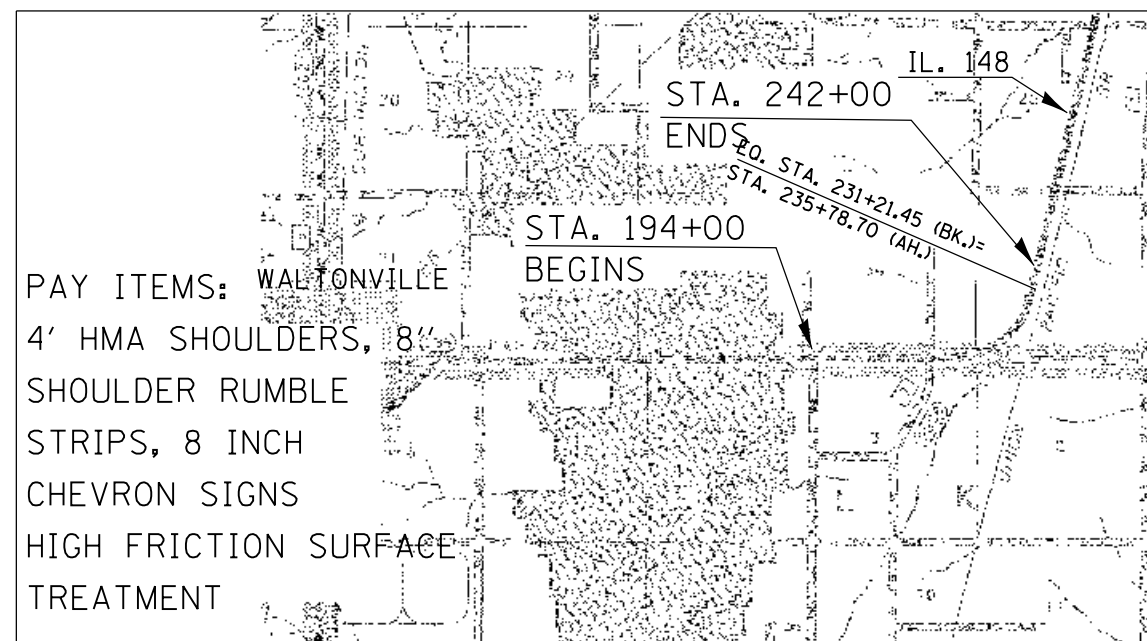 IL. 148
STA. 242+00
ENDS
EQ. STA. 231+21.45 (BK.)=
STA. 235+78.70 (AH.)
STA. 194+00
BEGINS
WALTONVILLE
PAY ITEMS:
4' HMA SHOULDERS, 8''
SHOULDER RUMBLE
STRIPS, 8 INCH
CHEVRON SIGNS
HIGH FRICTION SURFACE
TREATMENT
20
3